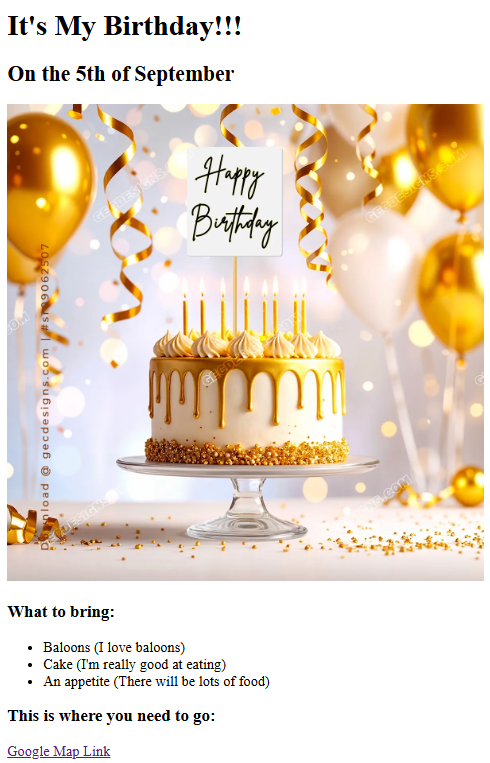 It's My Birthday!!!
On the 5th of September
Happy
Birthday
Download @ gecdesigns.com | #sm09062507
What to bring:
Baloons (I love baloons)
Cake (I'm really good at eating)
An appetite (There will be lots of food)
This is where you need to go:
Google Map Link